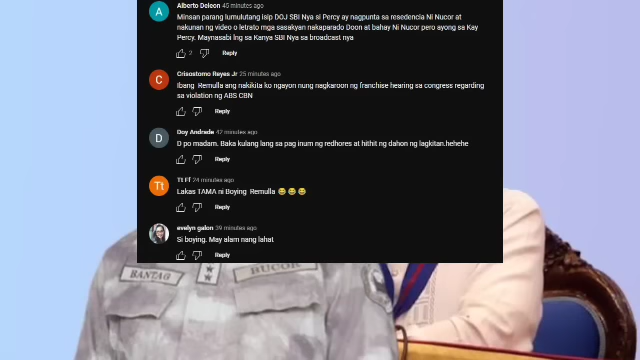 Alberto Deleon 45 minutes ago
A
Minsan parang lumulutang isip DOJ SBI Nya si Percy ay nagpunta sa resedencia Ni Nucor at
nakunan ng video o letrato mga sasakyan nakaparado Doon at bahay Ni Nucor pero ayong sa Kay
Percy. Maynasabi lng sa Kanya SBI Nya sa broadcast nya
2 Reply
Crisostomo Reyes Jr 25 minutes ago
C
Ibang Remulla ang nakikita ko ngayon nung nagkaroon ng franchise hearing sa congress regarding
sa violation ng ABS CBN
Reply
Doy Andrade 42 minutes ago
D
D po madam. Baka kulang lang sa pag inum ng redhores at hithit ng dahon ng lagkitan.hehehe
Reply
Tt Ff 24 minutes ago
Tt
Lakas TAMA ni Boying Remulla 😂😂😂
Reply
evelyn galon 39 minutes ago
Si boying. May alam nang lahat
Reply
BANTAG
BUCOR